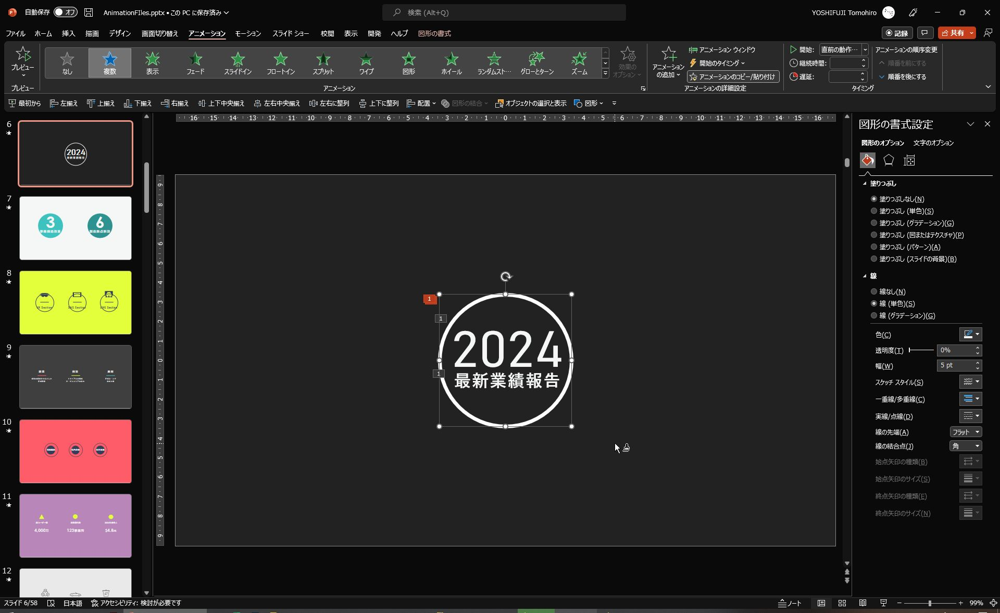 自動保存 オフ AnimationFIles.pptx • この PC に保存済み 検索 (Alt+Q) YOSHIFUJI Tomohiro
ファイル ホーム 挿入 描画 デザイン 画面切り替え アニメーション モーション スライド ショー 校閲 表示 開発 ヘルプ 図形の書式 記録 共有
プレビュー なし 複数 表示 フェード スライドイン フロートイン スプリット ワイプ 図形 ホイール ランダムスト… グローとターン ズーム
効果の
オプション
アニメーション
の追加
アニメーション ウィンドウ
開始のタイミング
アニメーションのコピー/貼り付け
開始: 直前の動作…
継続時間:
遅延:
アニメーションの順序変更
順番を前にする
順番を後にする
プレビュー アニメーション アニメーションの詳細設定 タイミング
最初から 左揃え 上揃え 下揃え 右揃え 上下中央揃え 左右中央揃え 左右に整列 上下に整列 配置 図形の結合 オブジェクトの選択と表示 図形
16 15 14 13 12 11 10 9 8 7 6 5 4 3 2 1 0 1 2 3 4 5 6 7 8 9 10 11 12 13 14 15 16
9 8 7 6 5 4 3 2 1 0 1 2 3 4 5 6 7 8 9
6
2024
最新業績報告
7
3
事業構造改革
6
製造拠点新設
8
VR Section
SNS Section
LIVE Section
9
10
11
4,000万
123事業所
$4.8M
12
1
1
1
2024
最新業績報告
図形の書式設定
図形のオプション 文字のオプション
塗りつぶし
塗りつぶしなし(N)
塗りつぶし (単色)(S)
塗りつぶし (グラデーション)(G)
塗りつぶし (図またはテクスチャ)(P)
塗りつぶし (パターン)(A)
塗りつぶし (スライドの背景)(B)
線
線なし(N)
線 (単色)(S)
線 (グラデーション)(G)
色(C)
透明度(T) 0%
幅(W) 5 pt
スケッチ スタイル(S)
一重線/多重線(C)
実線/点線(D)
線の先端(A) フラット
線の結合点(J) 角
始点矢印の種類(B)
始点矢印のサイズ(S)
終点矢印の種類(E)
終点矢印のサイズ(N)
スライド 6/58 日本語 アクセシビリティ: 検討が必要です ノート 99%